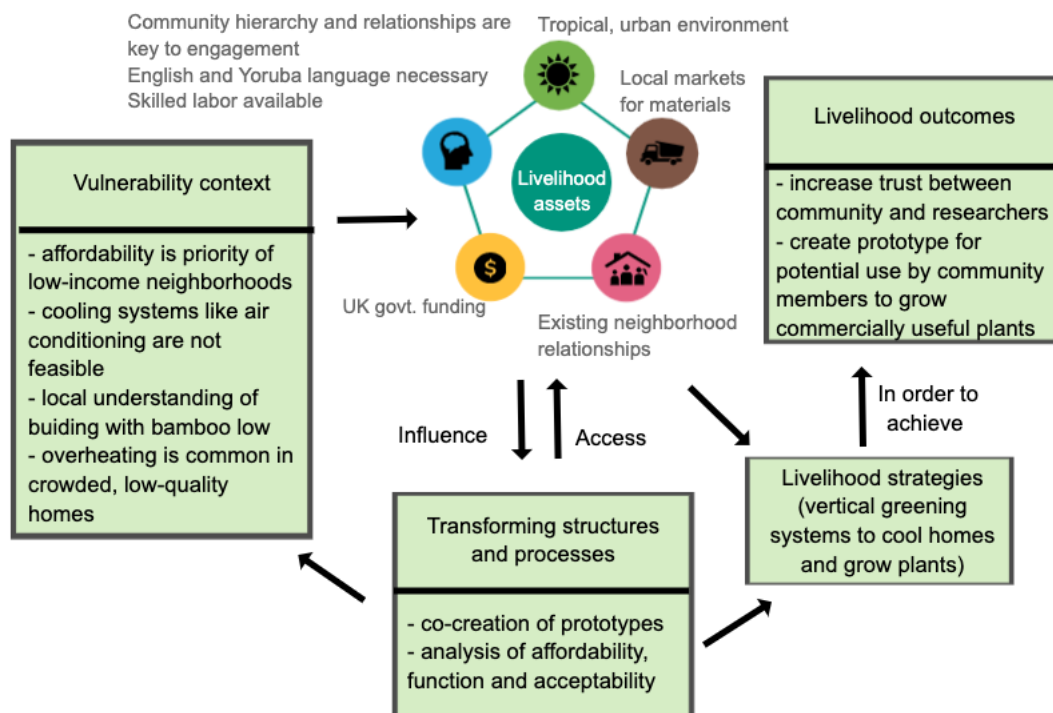 Community hierarchy and relationships are
key to engagement
English and Yoruba language necessary
Skilled labor available
Tropical, urban environment
Local markets
for materials
Livelihood
assets
UK govt. funding
Existing neighborhood
relationships
Vulnerability context
- affordability is priority of
low-income neighborhoods
- cooling systems like air
conditioning are not
feasible
- local understanding of
buiding with bamboo low
- overheating is common in
crowded, low-quality
homes
Influence
Access
Transforming structures
and processes
- co-creation of prototypes
- analysis of affordability,
function and acceptability
Livelihood strategies
(vertical greening
systems to cool homes
and grow plants)
In order to
achieve
Livelihood outcomes
- increase trust between
community and researchers
- create prototype for
potential use by community
members to grow
commercially useful plants
$